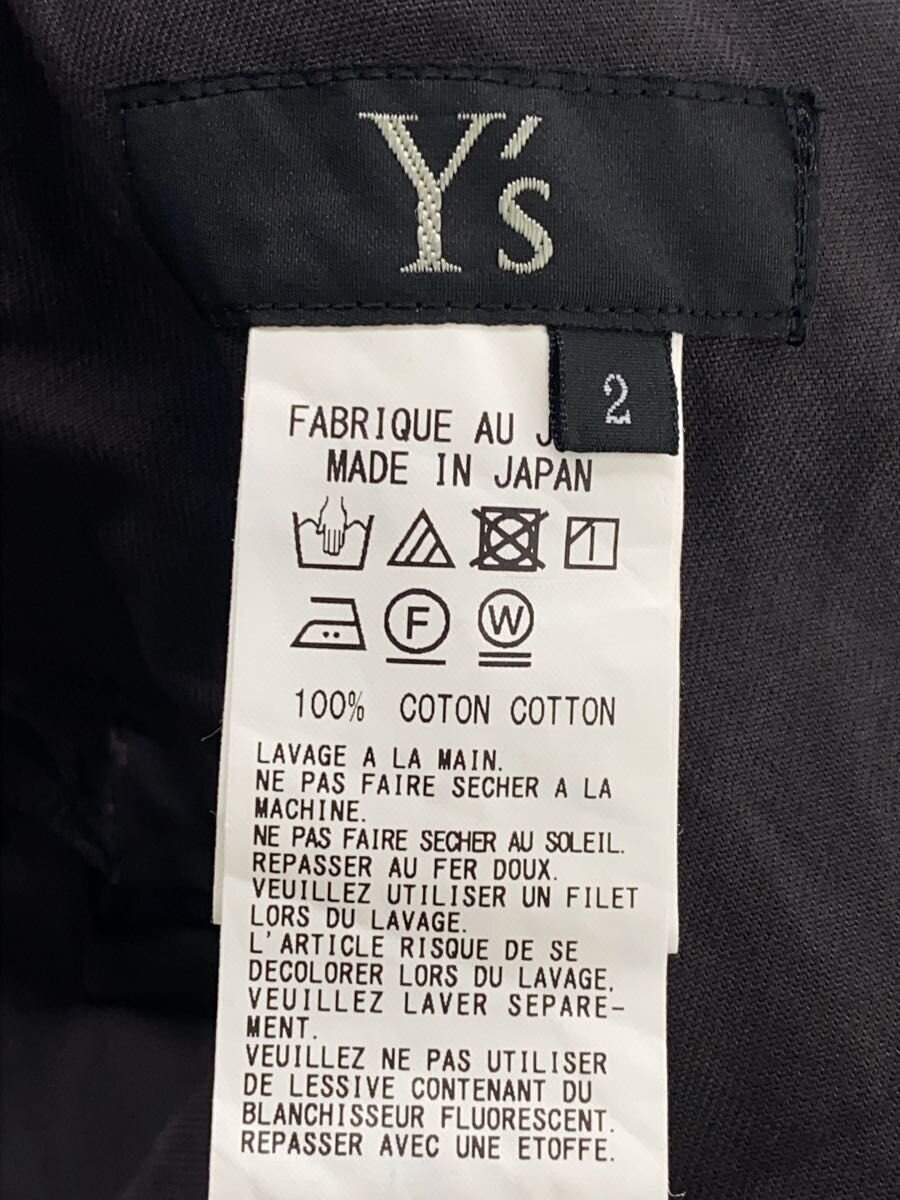 Y's
2
FABRIQUE AU J
MADE IN JAPAN
F
W
100% COTON COTTON
LAVAGE A LA MAIN.
NE PAS FAIRE SECHER A LA
MACHINE.
NE PAS FAIRE SECHER AU SOLEIL.
REPASSER AU FER DOUX.
VEUILLEZ UTILISER UN FILET
LORS DU LAVAGE.
L'ARTICLE RISQUE DE SE
DECOLORER LORS DU LAVAGE,
VEUILLEZ LAVER SEPARE-
MENT.
VEUILLEZ NE PAS UTILISER
DE LESSIVE CONTENANT DU
BLANCHISSEUR FLUORESCENT.
REPASSER AVEC UNE ETOFFE.